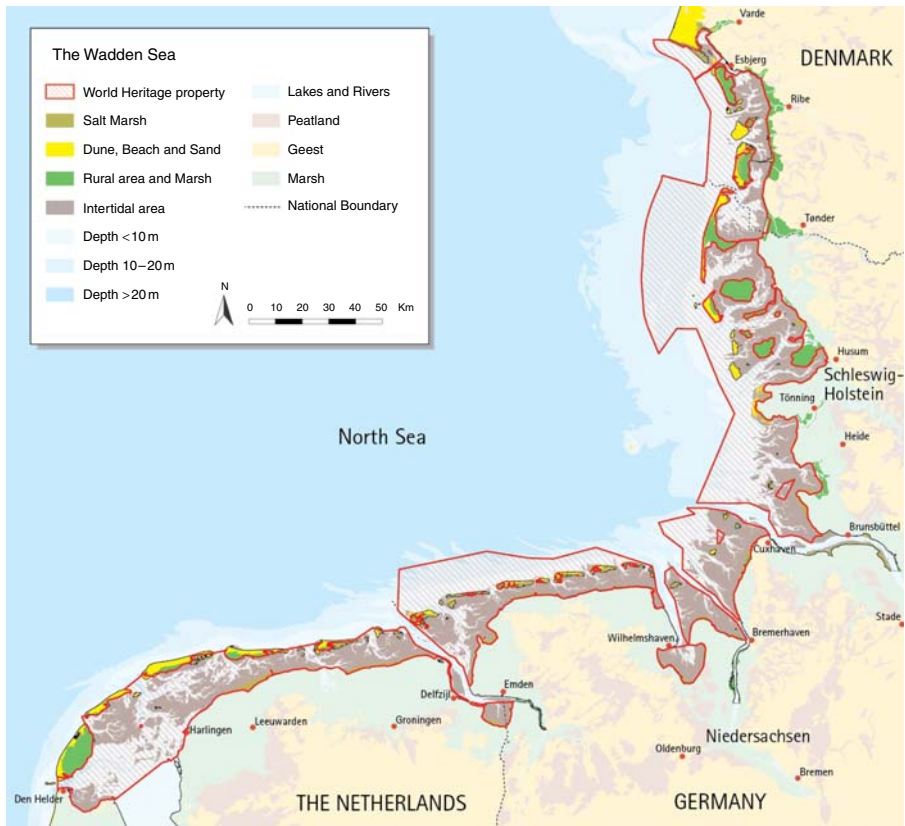 The Wadden Sea
World Heritage property
Salt Marsh
Dune, Beach and Sand
Rural area and Marsh
Intertidal area
Depth <10 m
Depth 10–20 m
Depth >20 m
Lakes and Rivers
Peatland
Geest
Marsh
National Boundary
N
0 10 20 30 40 50 Km
Varde
DENMARK
Esbjerg
Ribe
Tønder
Husum
Schleswig-
Holstein
Tönning
North Sea
Heide
Brunsbüttel
Cuxhaven
Stade
Wilhelmshaven
Bremerhaven
Delfzijl
Emden
Harlingen
Leeuwarden
Groningen
Niedersachsen
Oldenburg
Bremen
Den Helder
THE NETHERLANDS
GERMANY